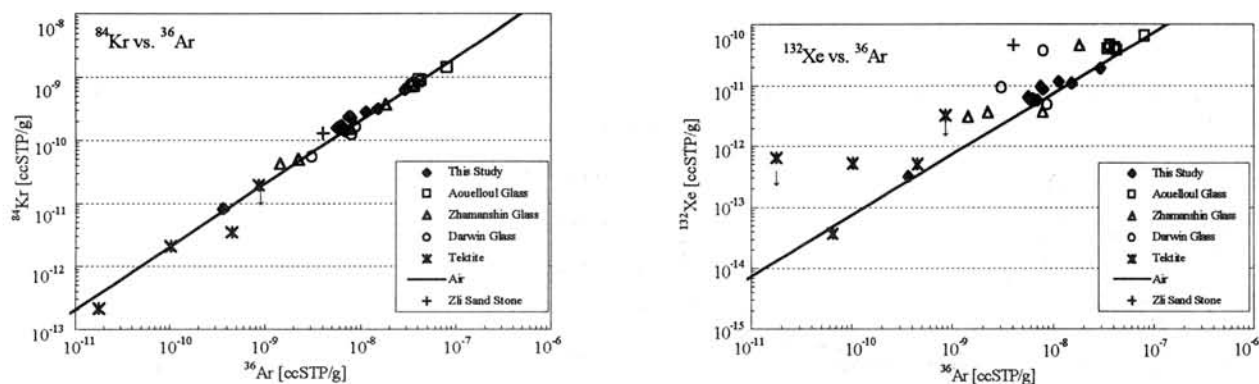 10⁻⁸
⁸⁴Kr vs. ³⁶Ar
10⁻⁹
10⁻¹⁰
10⁻¹¹
10⁻¹²
10⁻¹³
⁸⁴Kr [ccSTP/g]
This Study
Aouelloul Glass
Zhamanshin Glass
Darwin Glass
Tektite
Air
Zli Sand Stone
10⁻¹¹ 10⁻¹⁰ 10⁻⁹ 10⁻⁸ 10⁻⁷ 10⁻⁶
³⁶Ar [ccSTP/g]
10⁻¹⁰
¹³²Xe vs. ³⁶Ar
10⁻¹¹
10⁻¹²
10⁻¹³
10⁻¹⁴
10⁻¹⁵
¹³²Xe [ccSTP/g]
This Study
Aouelloul Glass
Zhamanshin Glass
Darwin Glass
Tektite
Air
Zli Sand Stone
10⁻¹¹ 10⁻¹⁰ 10⁻⁹ 10⁻⁸ 10⁻⁷ 10⁻⁶
³⁶Ar [ccSTP/g]